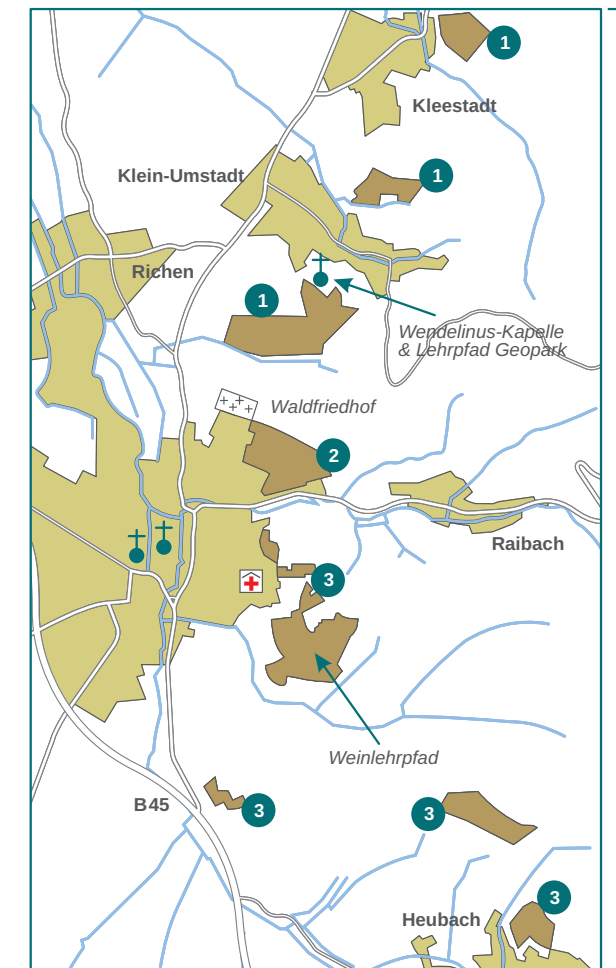 1
Kleestadt
Klein-Umstadt
1
Richen
1
Wendelinus-Kapelle
& Lehrpfad Geopark
Waldfriedhof
2
Raibach
3
Weinlehrpfad
B45
3
3
3
Heubach